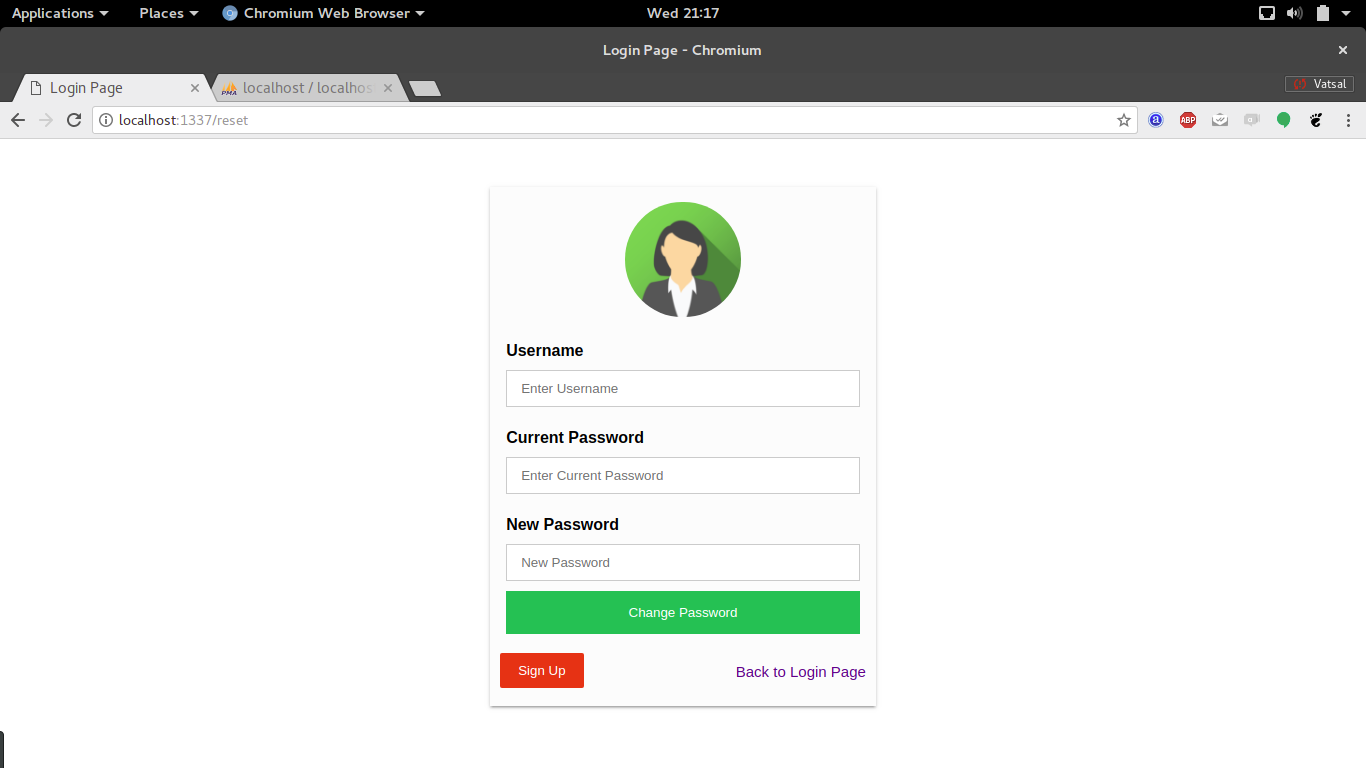 Applications Places Chromium Web Browser Wed 21:17
Login Page - Chromium
Login Page localhost / localhos Vatsal
localhost:1337/reset
Username
Enter Username
Current Password
Enter Current Password
New Password
New Password
Change Password
Sign Up Back to Login Page